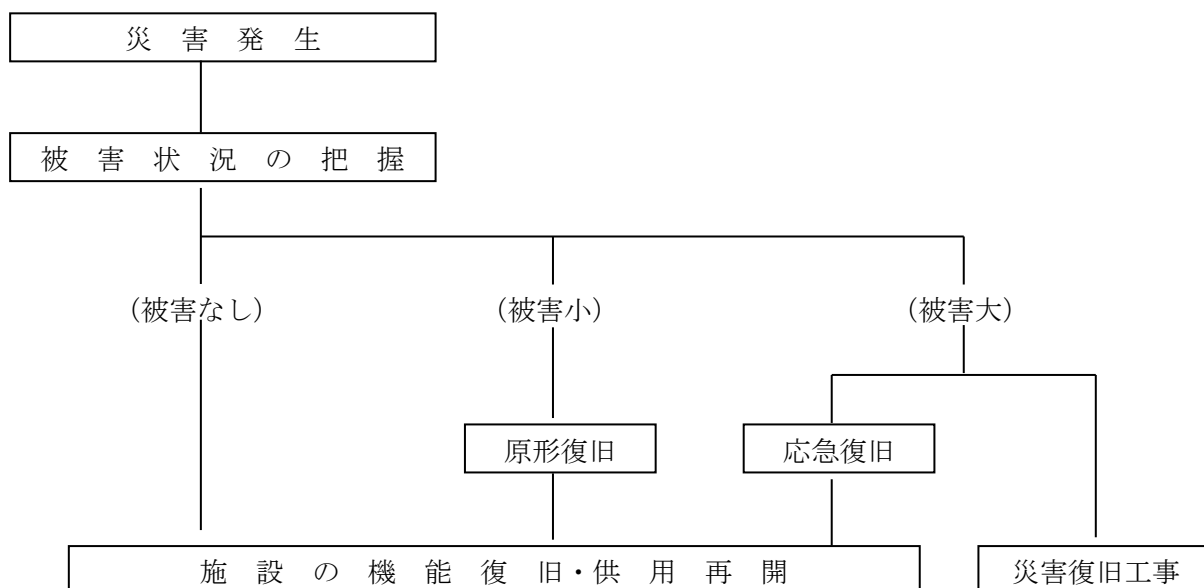 災害発生
被害状況の把握
(被害なし)
(被害小)
(被害大)
原形復旧
応急復旧
施設の機能復旧・供用再開
災害復旧工事